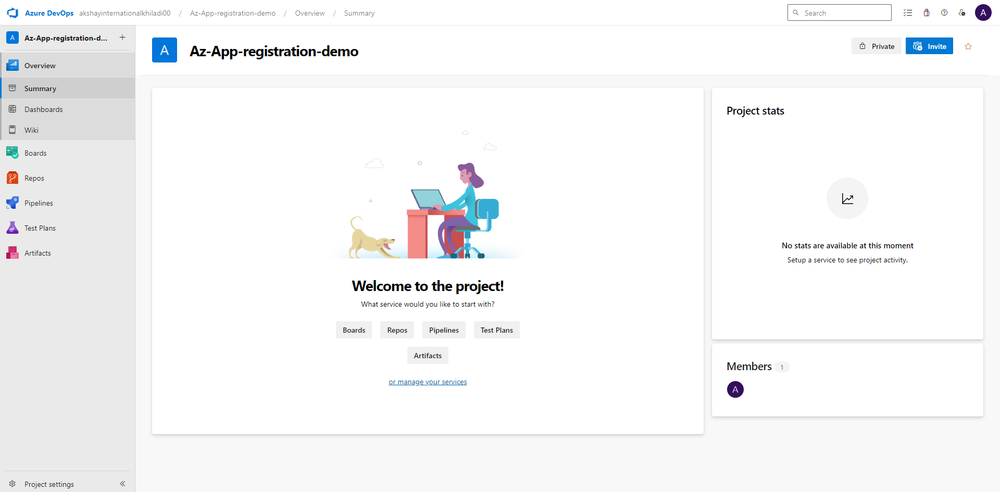 Azure DevOps akshayinternationalkhiladi00 / Az-App-registration-demo / Overview / Summary
Search
A
A Az-App-registration-d... +
Overview
Summary
Dashboards
Wiki
Boards
Repos
Pipelines
Test Plans
Artifacts
Project settings
A Az-App-registration-demo
Private
Invite
Welcome to the project!
What service would you like to start with?
Boards Repos Pipelines Test Plans
Artifacts
or manage your services
Project stats
No stats are available at this moment
Setup a service to see project activity.
Members 1
A